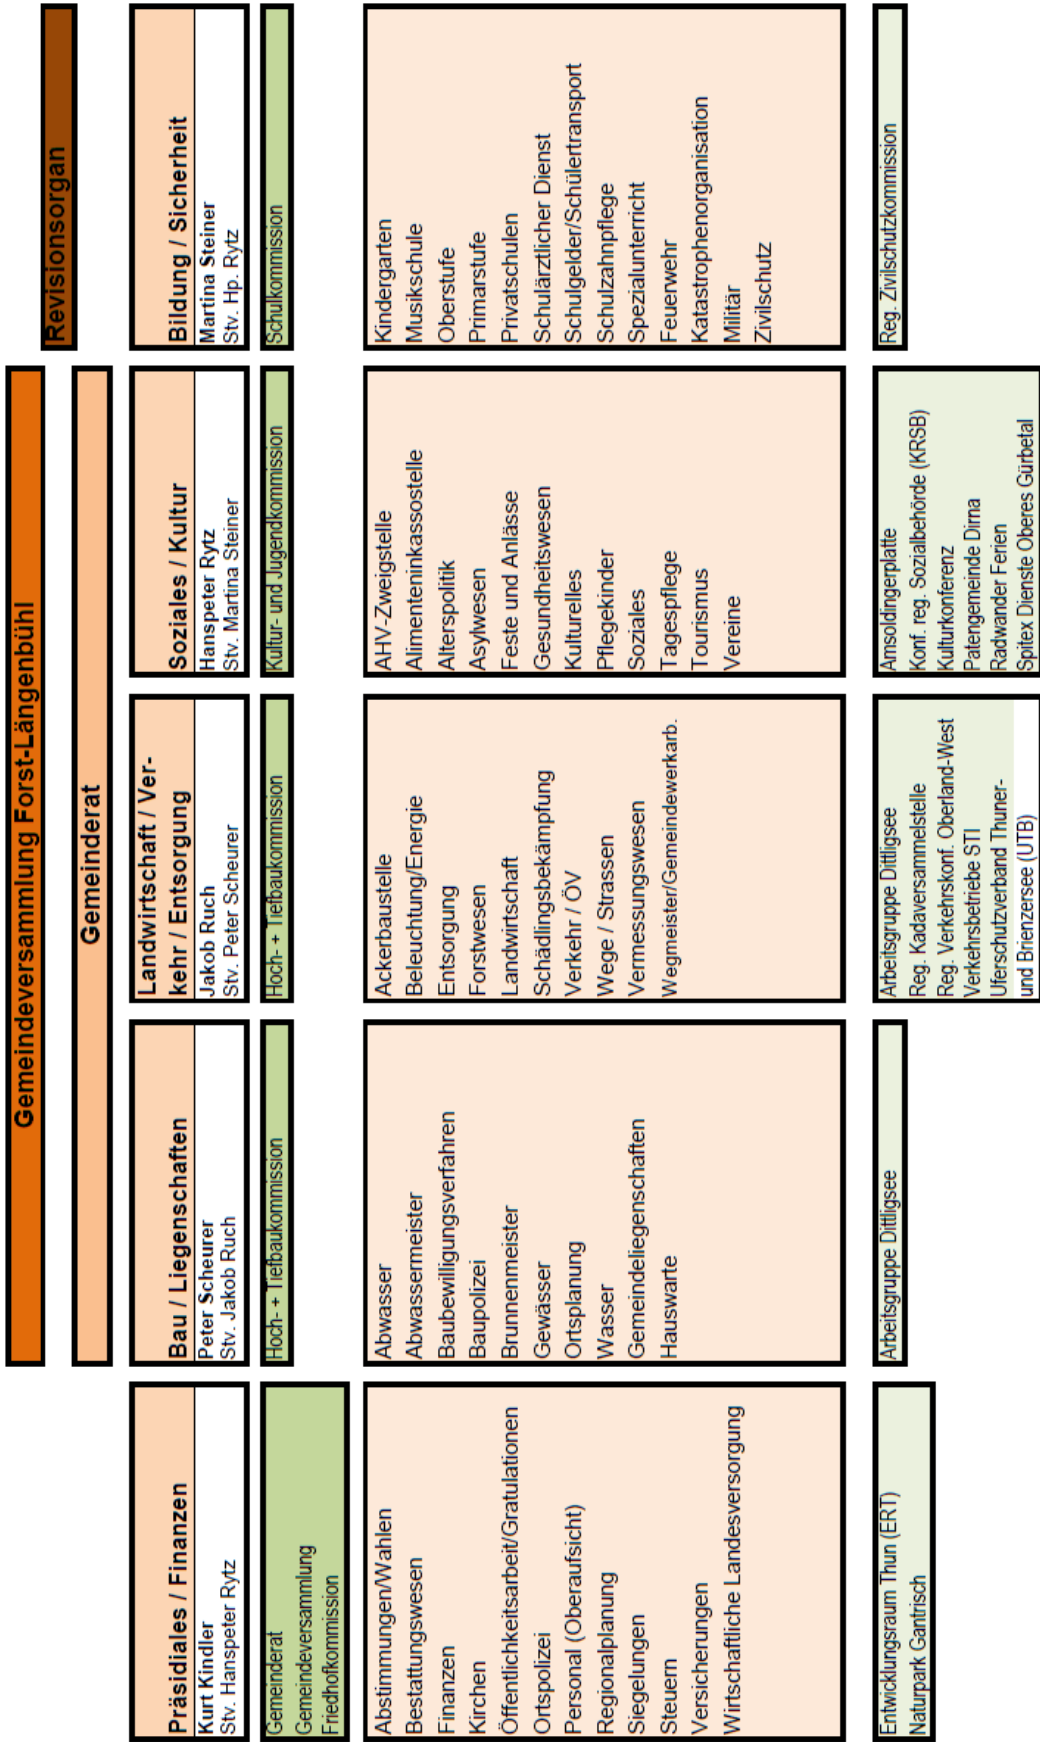 Gemeindeversammlung Forst-Längenbühl
Revisionsorgan
Gemeinderat
Präsidiales / Finanzen
Kurt Kindler
Stv. Hanspeter Rytz
Gemeinderat
Gemeindeversammlung
Friedhofkommission
Abstimmungen/Wahlen
Bestattungswesen
Finanzen
Kirchen
Öffentlichkeitsarbeit/Gratulationen
Ortspolizei
Personal (Oberaufsicht)
Regionalplanung
Siegelungen
Steuern
Versicherungen
Wirtschaftliche Landesversorgung
Entwicklungsraum Thun (ERT)
Naturpark Gantrisch
Bau / Liegenschaften
Peter Scheurer
Stv. Jakob Ruch
Hoch- + Tiefbaukommission
Abwasser
Abwassermeister
Baubewilligungsverfahren
Baupolizei
Brunnenmeister
Gewässer
Ortsplanung
Wasser
Gemeindeliegenschaften
Hauswarte
Arbeitsgruppe Dittligsee
Landwirtschaft / Ver-
kehr / Entsorgung
Jakob Ruch
Stv. Peter Scheurer
Hoch- + Tiefbaukommission
Ackerbaustelle
Beleuchtung/Energie
Entsorgung
Forstwesen
Landwirtschaft
Schädlingsbekämpfung
Verkehr / ÖV
Wege / Strassen
Vermessungswesen
Wegmeister/Gemeindewerkarb.
Arbeitsgruppe Dittligsee
Reg. Kadaversammelstelle
Reg. Verkehrskonf. Oberland-West
Verkehrsbetriebe STI
Uferschutzverband Thuner-
und Brienzersee (UTB)
Soziales / Kultur
Hanspeter Rytz
Stv. Martina Steiner
Kultur- und Jugendkommission
AHV-Zweigstelle
Alimenteninkassostelle
Alterspolitik
Asylwesen
Feste und Anlässe
Gesundheitswesen
Kulturelles
Pflegekinder
Soziales
Tagespflege
Tourismus
Vereine
Amsoldingerplatte
Konf. reg. Sozialbehörde (KRSB)
Kulturkonferenz
Patengemeinde Dirna
Radwander Ferien
Spitex Dienste Oberes Gürbetal
Bildung / Sicherheit
Martina Steiner
Stv. Hp. Rytz
Schulkommission
Kindergarten
Musikschule
Oberstufe
Primarstufe
Privatschulen
Schulärztlicher Dienst
Schulgelder/Schülertransport
Schulzahnpflege
Spezialunterricht
Feuerwehr
Katastrophenorganisation
Militär
Zivilschutz
Reg. Zivilschutzkommission